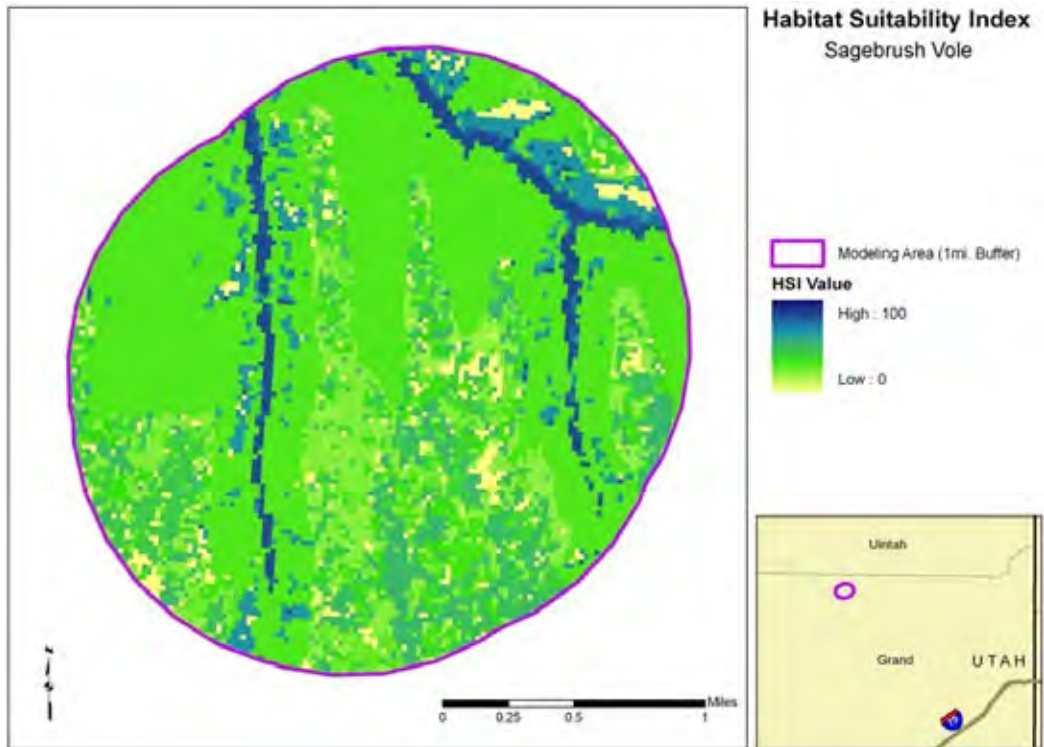 Habitat Suitability Index
Sagebrush Vole
Modeling Area (1mi. Buffer)
HSI Value
High : 100
Low : 0
Miles
0 0.25 0.5 1
Uintah
Grand
UTAH